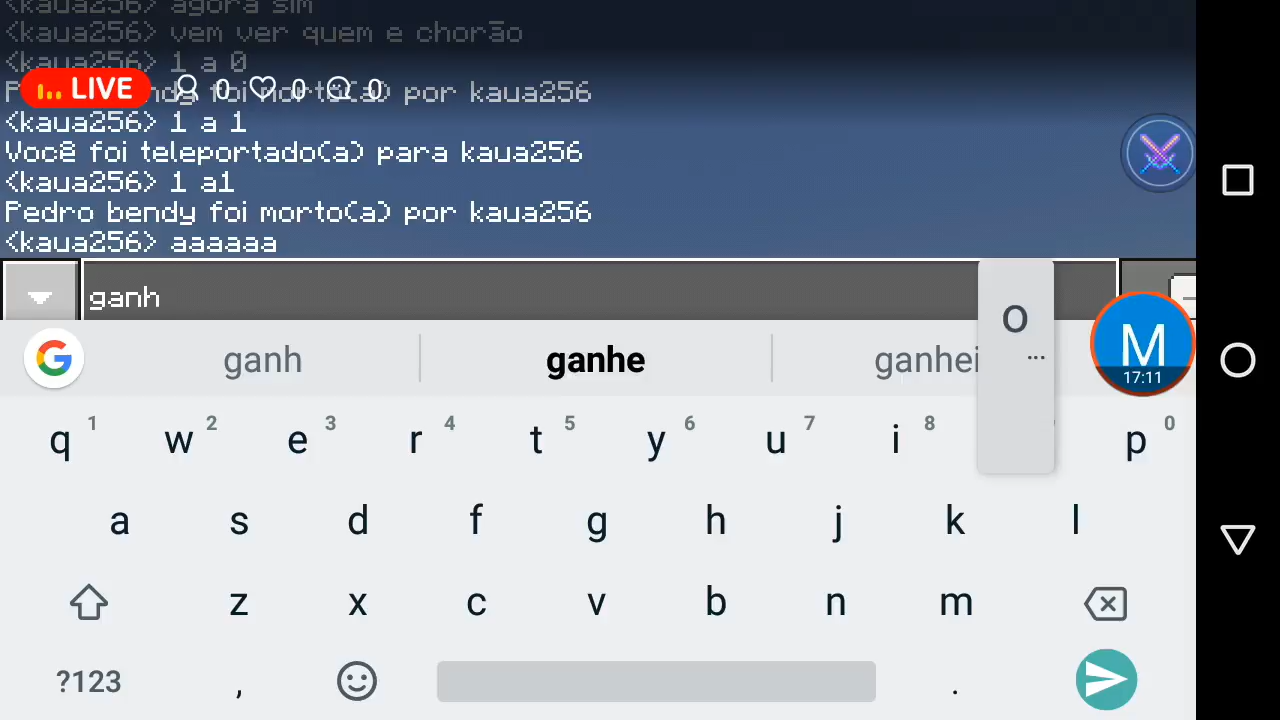 <kaua256> agora sim
<kaua256> vem ver quem e chorão
<kaua256> 1 a 0
LIVE 0 0 0
bendy foi morto(a) por kaua256
<kaua256> 1 a 1
Você foi teleportado(a) para kaua256
<kaua256> 1 a1
Pedro bendy foi morto(a) por kaua256
<kaua256> aaaaaa
ganh
o
...
ganh ganhe ganhei
M
17:11
q 1 w 2 e 3 r 4 t 5 y 6 u 7 i 8 p 0
a s d f g h j k l
z x c v b n m
?123 , .